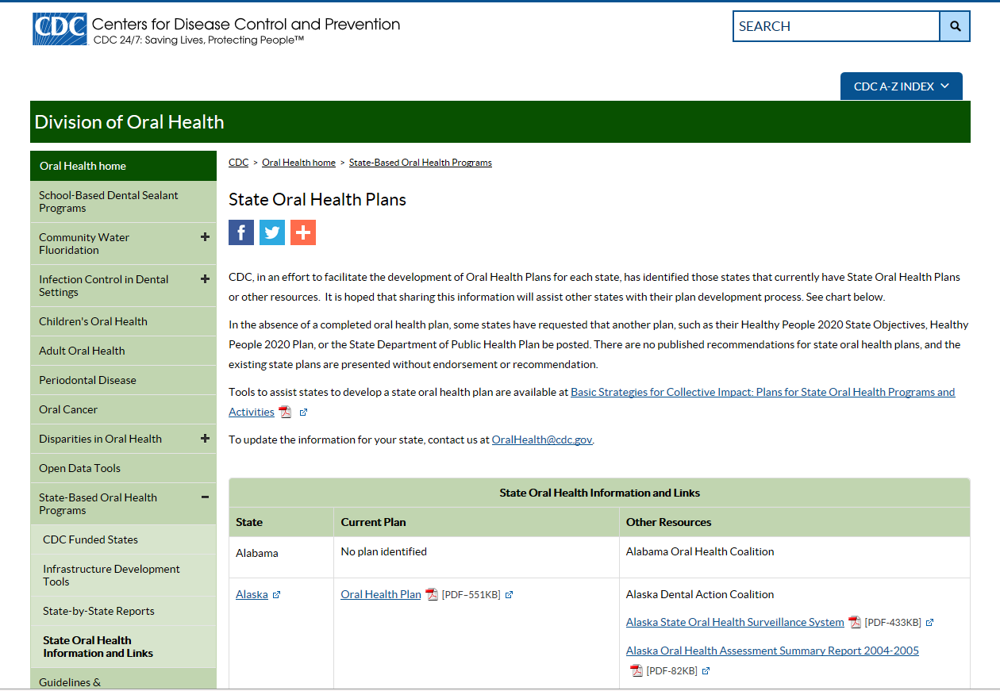 CDC Centers for Disease Control and Prevention
CDC 24/7: Saving Lives, Protecting People™
SEARCH
CDC A-Z INDEX
Division of Oral Health
Oral Health home
School-Based Dental Sealant
Programs
Community Water
Fluoridation
Infection Control in Dental
Settings
Children's Oral Health
Adult Oral Health
Periodontal Disease
Oral Cancer
Disparities in Oral Health
Open Data Tools
State-Based Oral Health
Programs
CDC Funded States
Infrastructure Development
Tools
State-by-State Reports
State Oral Health
Information and Links
Guidelines &
CDC > Oral Health home > State-Based Oral Health Programs
State Oral Health Plans
CDC, in an effort to facilitate the development of Oral Health Plans for each state, has identified those states that currently have State Oral Health Plans
or other resources.  It is hoped that sharing this information will assist other states with their plan development process. See chart below.
In the absence of a completed oral health plan, some states have requested that another plan, such as their Healthy People 2020 State Objectives, Healthy
People 2020 Plan, or the State Department of Public Health Plan be posted. There are no published recommendations for state oral health plans, and the
existing state plans are presented without endorsement or recommendation.
Tools to assist states to develop a state oral health plan are available at Basic Strategies for Collective Impact: Plans for State Oral Health Programs and
Activities
To update the information for your state, contact us at OralHealth@cdc.gov.
State Oral Health Information and Links
State Current Plan Other Resources
Alabama No plan identified Alabama Oral Health Coalition
Alaska Oral Health Plan [PDF–551KB] Alaska Dental Action Coalition
Alaska State Oral Health Surveillance System [PDF-433KB]
Alaska Oral Health Assessment Summary Report 2004-2005
[PDF-82KB]